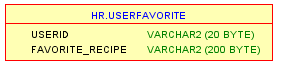 HR.USERFAVORITE
USERID VARCHAR2 (20 BYTE)
FAVORITE_RECIPE VARCHAR2 (200 BYTE)